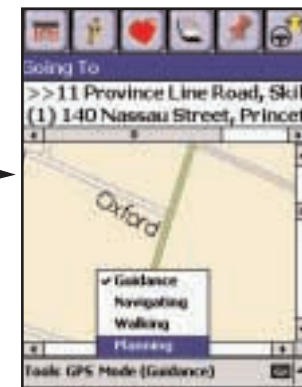 Going To
>>11 Province Line Road, Skil
(1) 140 Nassau Street, Princet
Oxford
✓ Guidance
Navigating
Walking
Planning
Tools GPS Mode (Guidance)